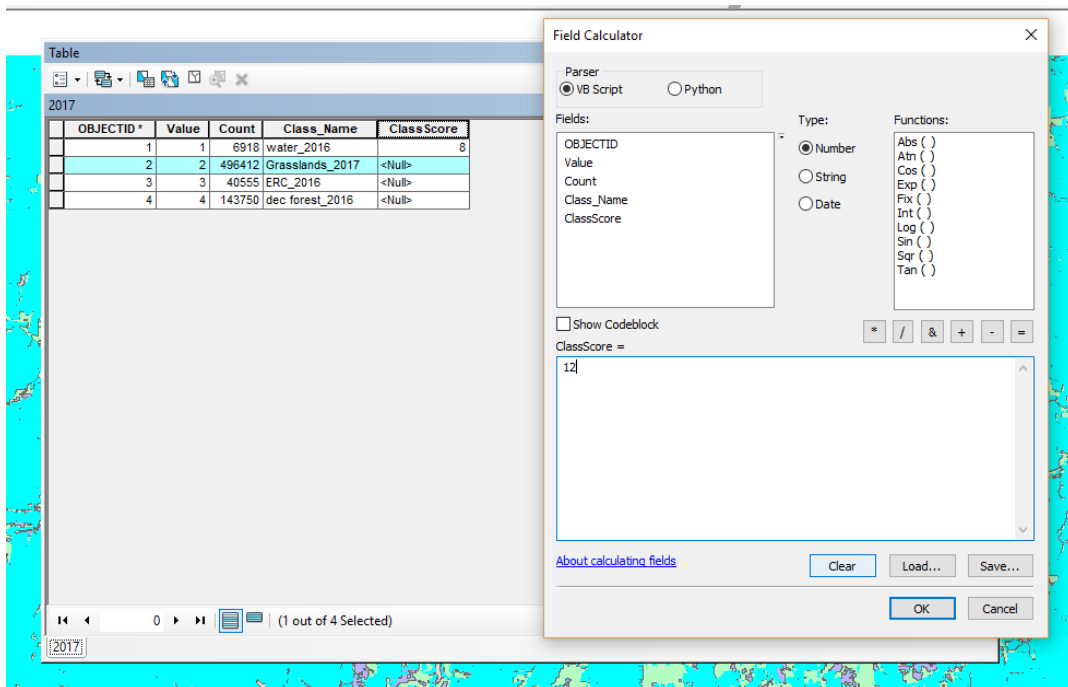 Table
2017
OBJECTID * Value Count Class_Name ClassScore
1 1 6918 water_2016 8
2 2 496412 Grasslands_2017 <Null>
3 3 40555 ERC_2016 <Null>
4 4 143750 dec forest_2016 <Null>
0 (1 out of 4 Selected)
2017
Field Calculator
Parser
VB Script Python
Fields: Type: Functions:
OBJECTID
Value
Count
Class_Name
ClassScore
Number
String
Date
Abs ( )
Atn ( )
Cos ( )
Exp ( )
Fix ( )
Int ( )
Log ( )
Sin ( )
Sqr ( )
Tan ( )
Show Codeblock
* / & + - =
ClassScore =
12
About calculating fields
Clear Load... Save...
OK Cancel